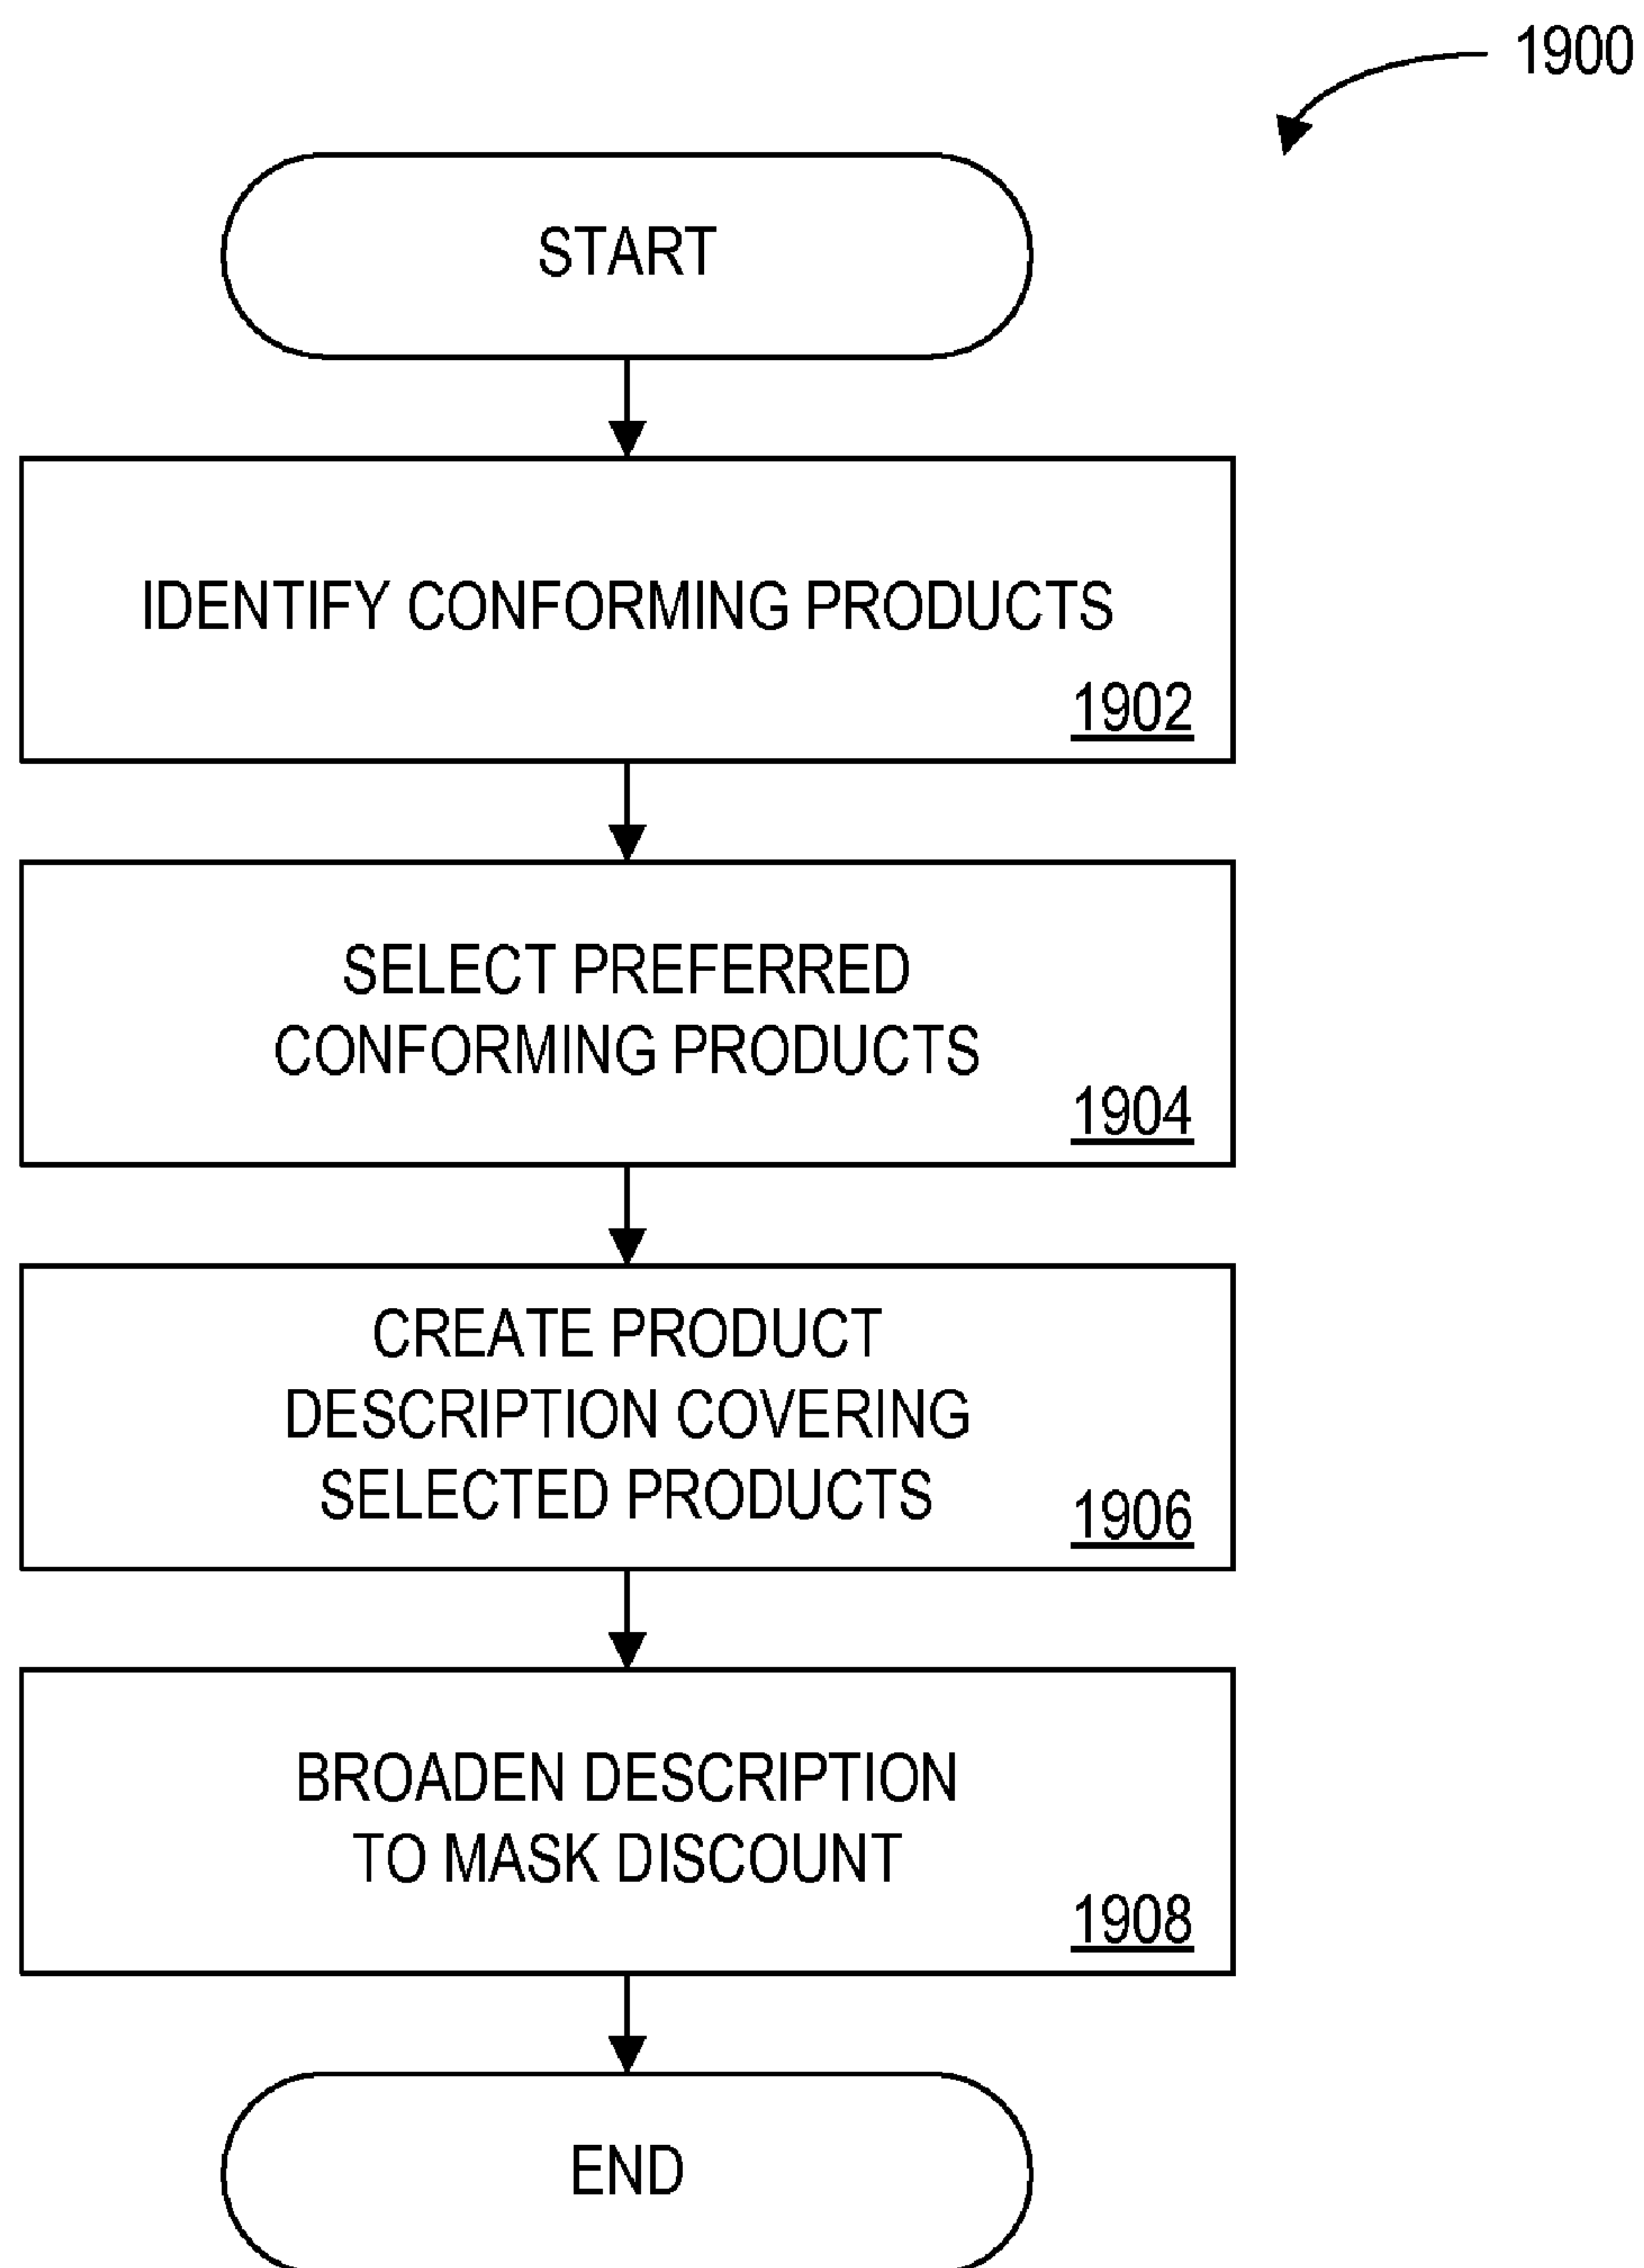 1900
START
IDENTIFY CONFORMING PRODUCTS
1902
SELECT PREFERRED
CONFORMING PRODUCTS
1904
CREATE PRODUCT
DESCRIPTION COVERING
SELECTED PRODUCTS
1906
BROADEN DESCRIPTION
TO MASK DISCOUNT
1908
END